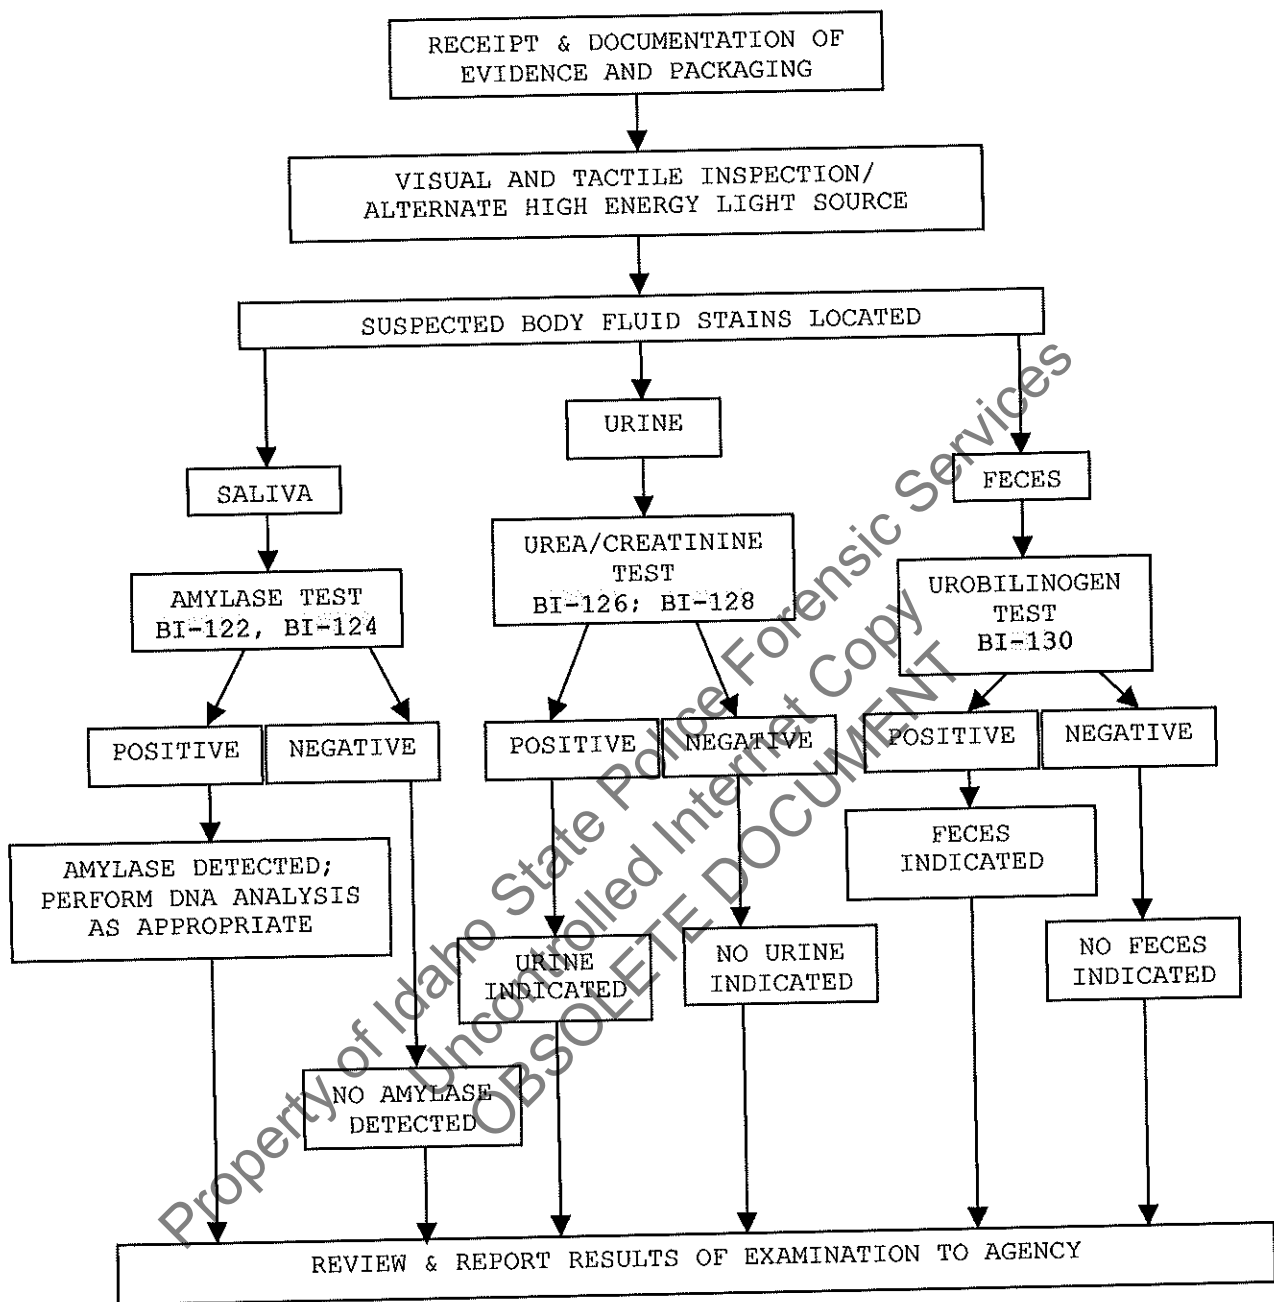 RECEIPT & DOCUMENTATION OF
EVIDENCE AND PACKAGING
VISUAL AND TACTILE INSPECTION/
ALTERNATE HIGH ENERGY LIGHT SOURCE
SUSPECTED BODY FLUID STAINS LOCATED
SALIVA
URINE
FECES
AMYLASE TEST
BI-122, BI-124
UREA/CREATININE
TEST
BI-126; BI-128
UROBILINOGEN
TEST
BI-130
POSITIVE
NEGATIVE
POSITIVE
NEGATIVE
POSITIVE
NEGATIVE
AMYLASE DETECTED;
PERFORM DNA ANALYSIS
AS APPROPRIATE
NO AMYLASE
DETECTED
URINE
INDICATED
NO URINE
INDICATED
FECES
INDICATED
NO FECES
INDICATED
REVIEW & REPORT RESULTS OF EXAMINATION TO AGENCY
Property of Idaho State Police Forensic Services
Uncontrolled Internet Copy
OBSOLETE DOCUMENT